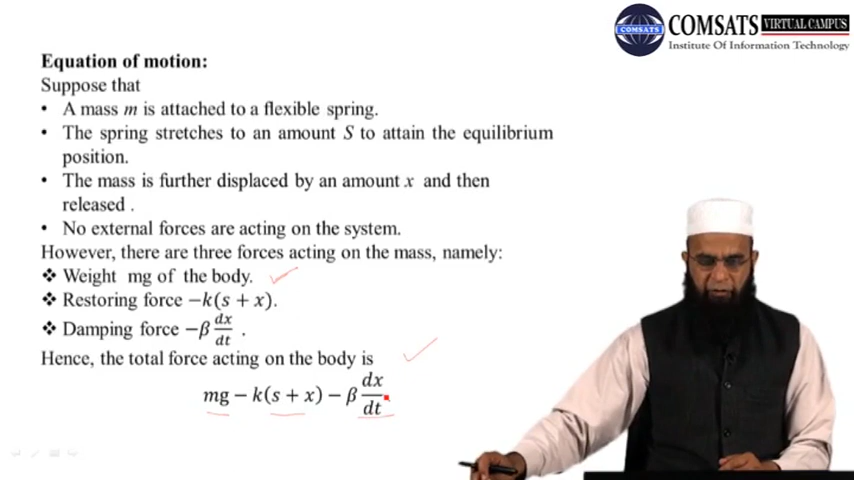 COMSATS
COMSATS VIRTUAL CAMPUS
Institute Of Information Technology
Equation of motion:
Suppose that
• A mass m is attached to a flexible spring.
• The spring stretches to an amount S to attain the equilibrium
position.
• The mass is further displaced by an amount x and then
released .
• No external forces are acting on the system.
However, there are three forces acting on the mass, namely:
❖ Weight mg of the body.
❖ Restoring force −k(s + x).
❖ Damping force −β dx/dt .
Hence, the total force acting on the body is
mg − k(s + x) − β dx/dt.